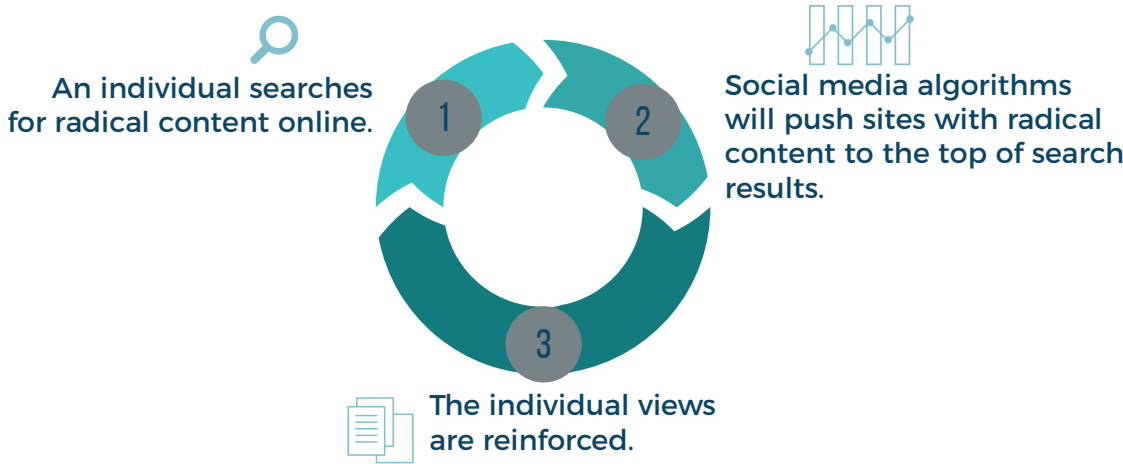 An individual searches
for radical content online.
1
2
Social media algorithms
will push sites with radical
content to the top of search
results.
3
The individual views
are reinforced.